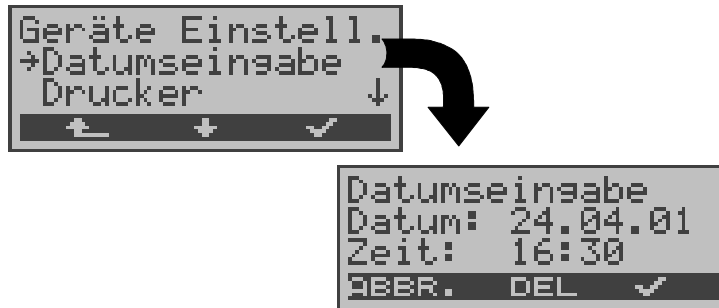 Geräte Einstell.
→Datumseingabe
Drucker ↓
Datumseingabe
Datum: 24.04.01
Zeit: 16:30
ABBR. DEL ✓